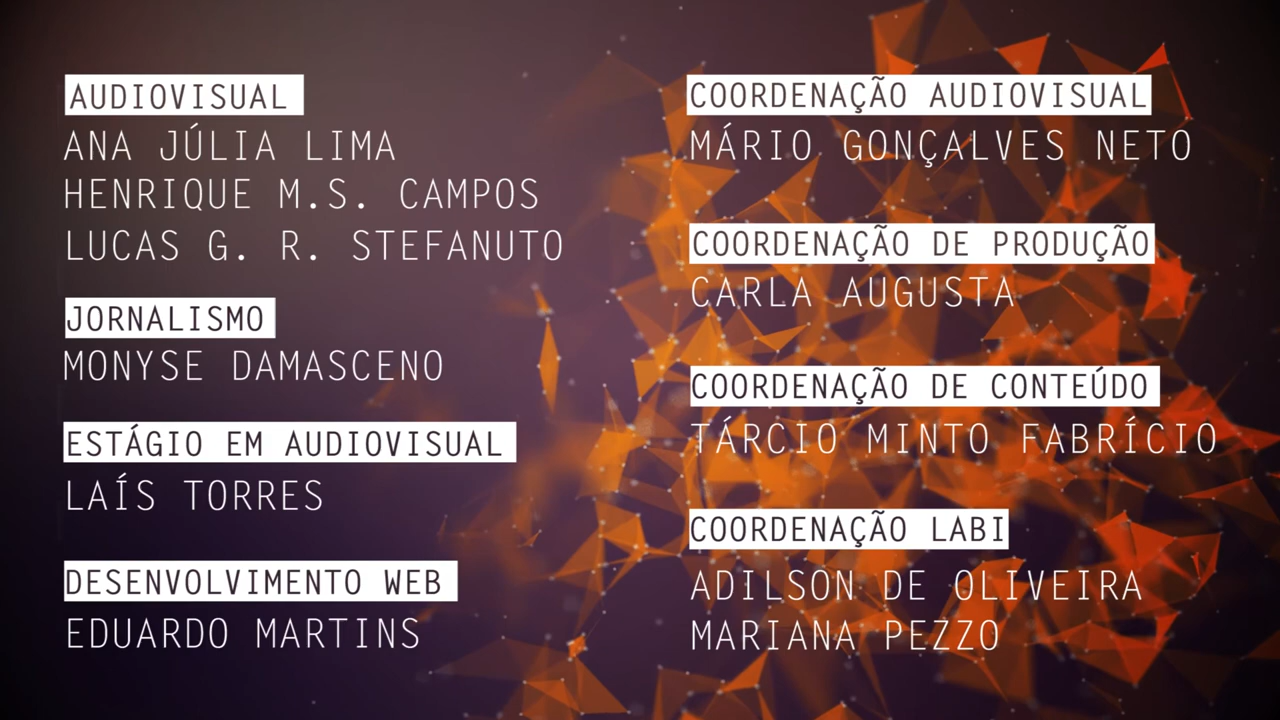 AUDIOVISUAL
ANA JÚLIA LIMA
HENRIQUE M.S. CAMPOS
LUCAS G. R. STEFANUTO
JORNALISMO
MONYSE DAMASCENO
ESTÁGIO EM AUDIOVISUAL
LAÍS TORRES
DESENVOLVIMENTO WEB
EDUARDO MARTINS
COORDENAÇÃO AUDIOVISUAL
MÁRIO GONÇALVES NETO
COORDENAÇÃO DE PRODUÇÃO
CARLA AUGUSTA
COORDENAÇÃO DE CONTEÚDO
TÁRCIO MINTO FABRÍCIO
COORDENAÇÃO LABI
ADILSON DE OLIVEIRA
MARIANA PEZZO